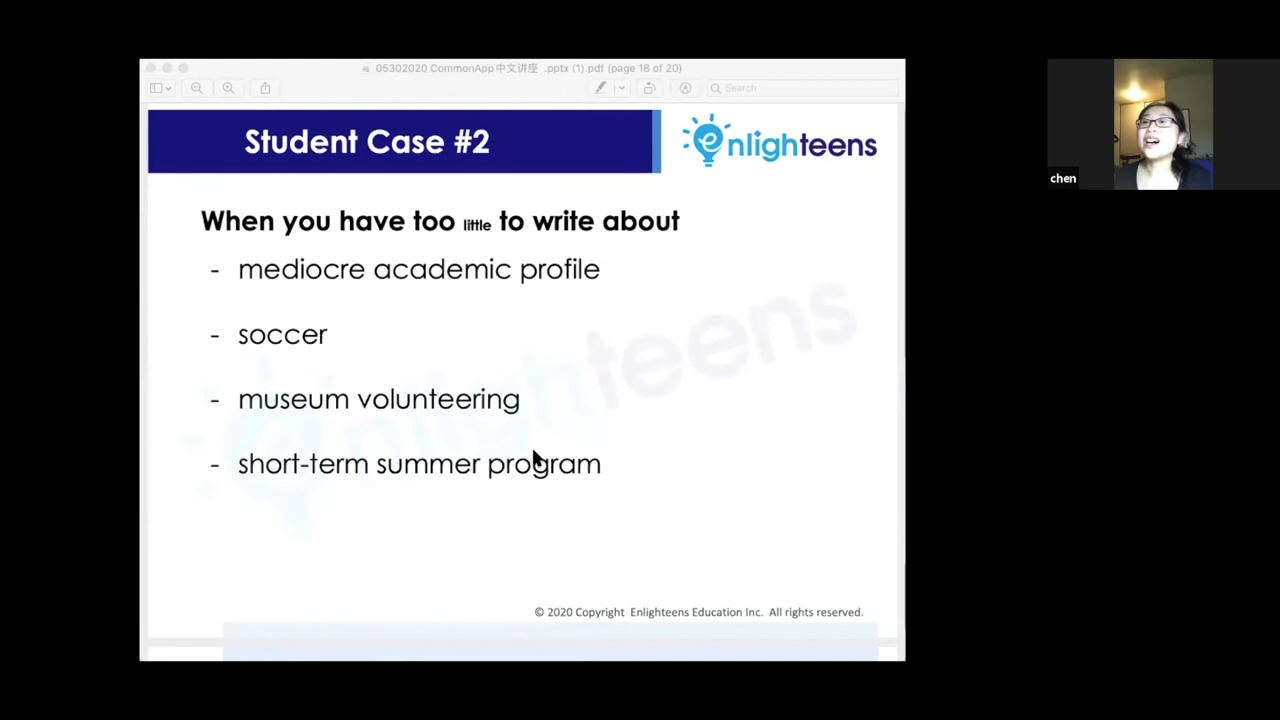 05302020 CommonApp中文讲座 .pptx (1).pdf (page 18 of 20)
Search
Student Case #2
enlighteens
When you have too little to write about
- mediocre academic profile
- soccer
- museum volunteering
- short-term summer program
enlighteens
© 2020 Copyright Enlighteens Education Inc. All rights reserved.
chen